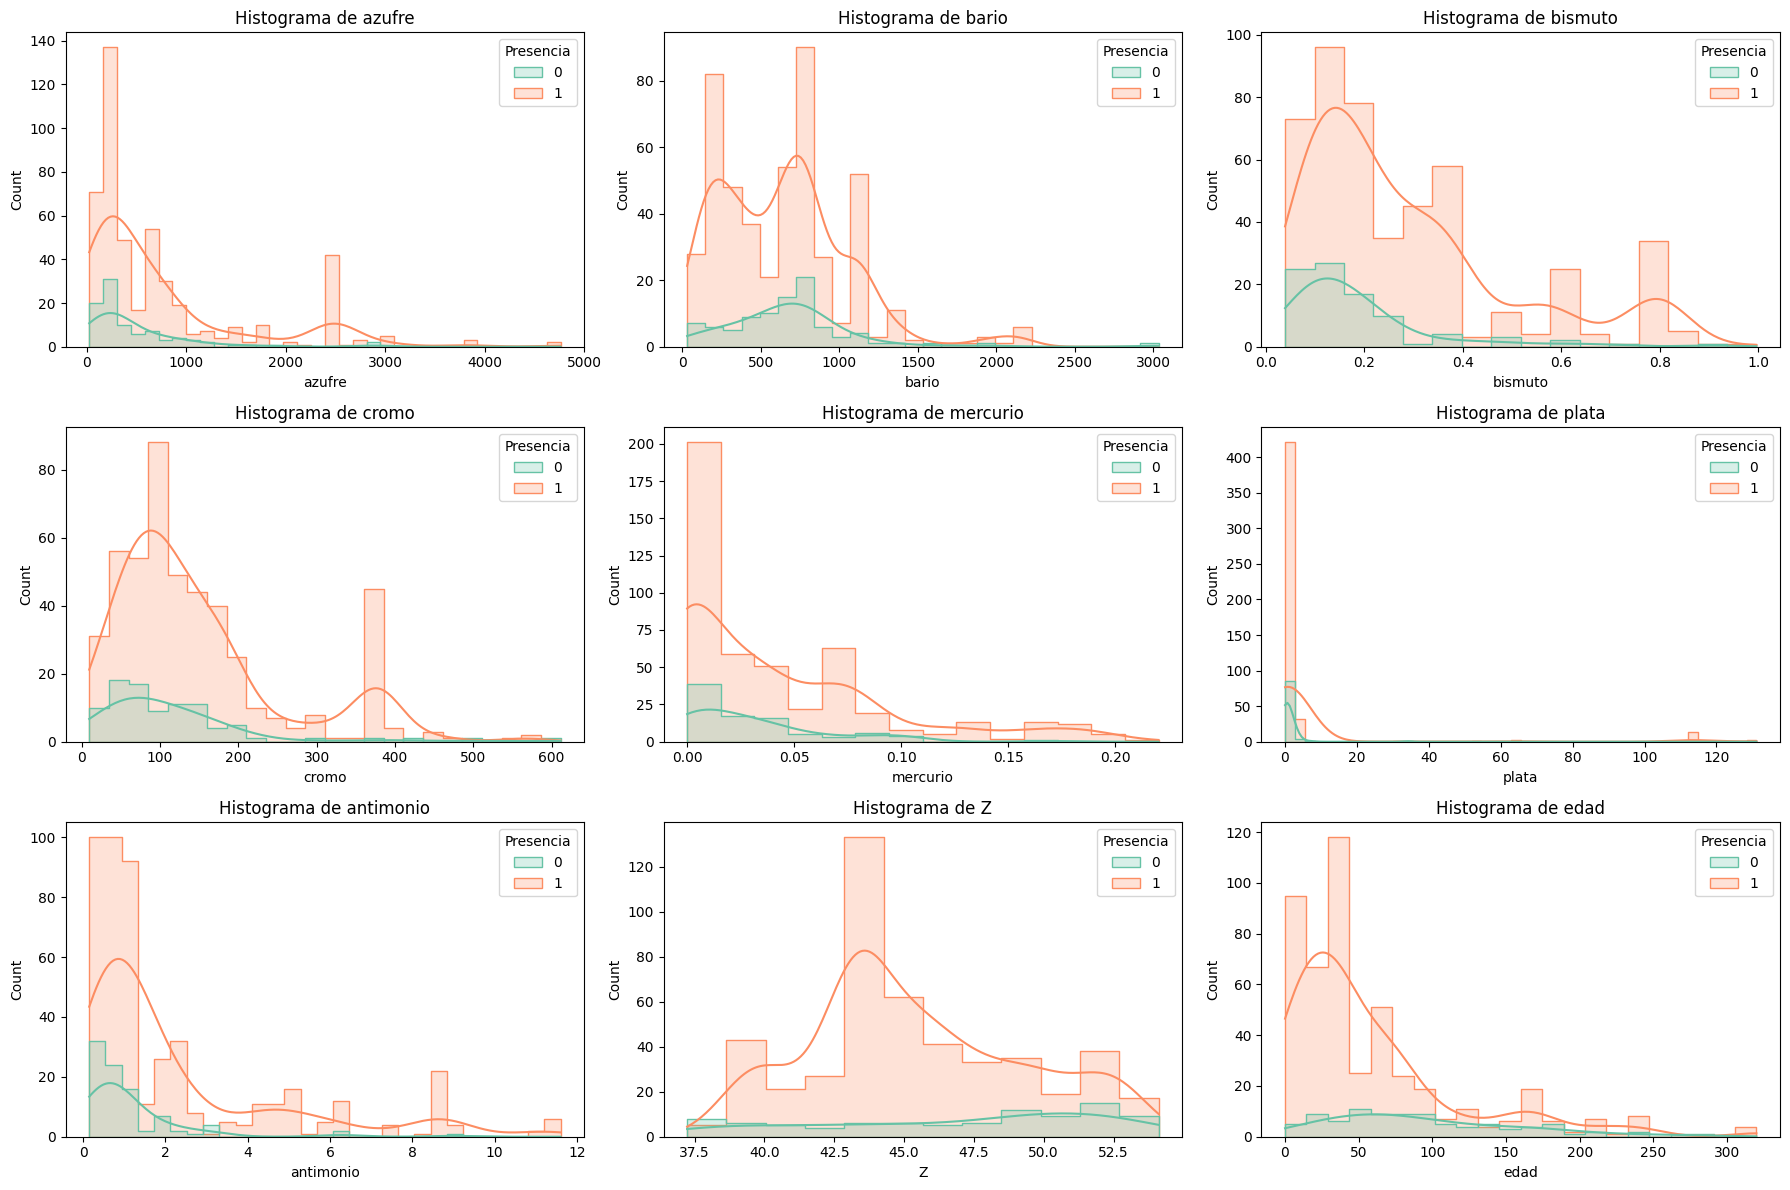 Histograma de azufre
Count
140
120
100
80
60
40
20
0
Presencia
0
1
0 1000 2000 3000 4000 5000
azufre
Histograma de bario
Count
80
60
40
20
0
Presencia
0
1
0 500 1000 1500 2000 2500 3000
bario
Histograma de bismuto
Count
100
80
60
40
20
0
Presencia
0
1
0.0 0.2 0.4 0.6 0.8 1.0
bismuto
Histograma de cromo
Count
80
60
40
20
0
Presencia
0
1
0 100 200 300 400 500 600
cromo
Histograma de mercurio
Count
200
175
150
125
100
75
50
25
0
Presencia
0
1
0.00 0.05 0.10 0.15 0.20
mercurio
Histograma de plata
Count
400
350
300
250
200
150
100
50
0
Presencia
0
1
0 20 40 60 80 100 120
plata
Histograma de antimonio
Count
100
80
60
40
20
0
Presencia
0
1
0 2 4 6 8 10 12
antimonio
Histograma de Z
Count
120
100
80
60
40
20
0
Presencia
0
1
37.5 40.0 42.5 45.0 47.5 50.0 52.5
Z
Histograma de edad
Count
120
100
80
60
40
20
0
Presencia
0
1
0 50 100 150 200 250 300
edad